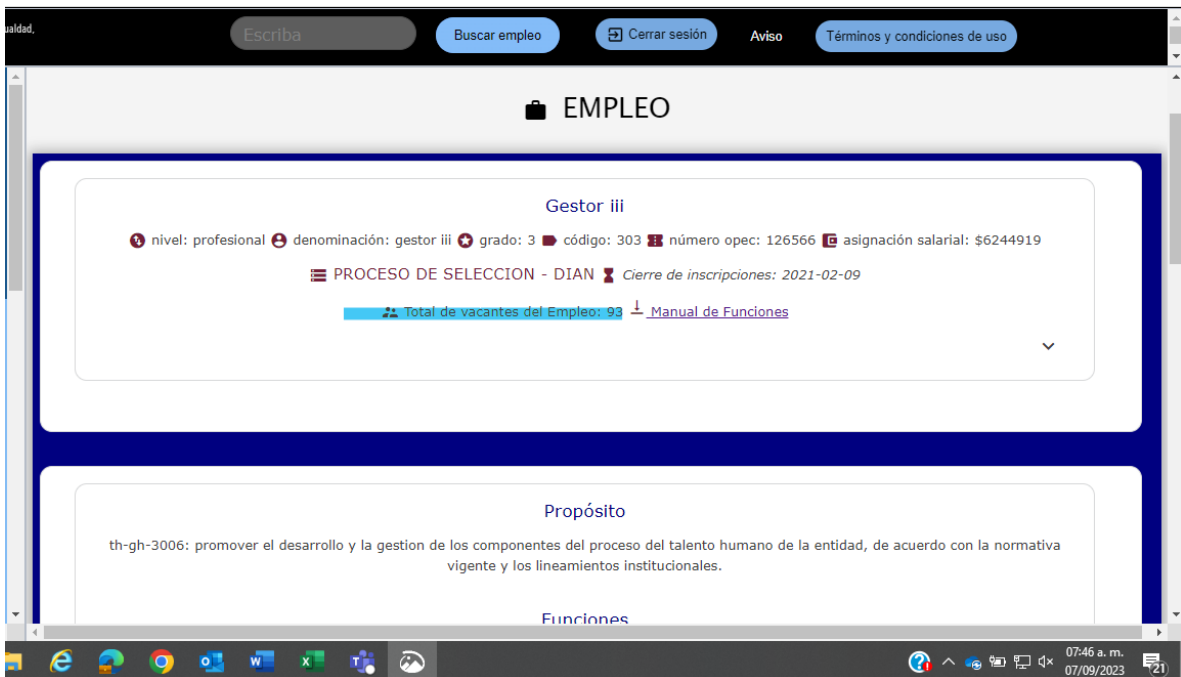 Escriba
Buscar empleo
Cerrar sesión
Aviso
Términos y condiciones de uso
EMPLEO
Gestor iii
nivel: profesional denominación: gestor iii grado: 3 código: 303 número opec: 126566 asignación salarial: $6244919
PROCESO DE SELECCION - DIAN Cierre de inscripciones: 2021-02-09
Total de vacantes del Empleo: 93 Manual de Funciones
Propósito
th-gh-3006: promover el desarrollo y la gestion de los componentes del proceso del talento humano de la entidad, de acuerdo con la normativa
vigente y los lineamientos institucionales.
Funciones
07:46 a. m.
07/09/2023
21